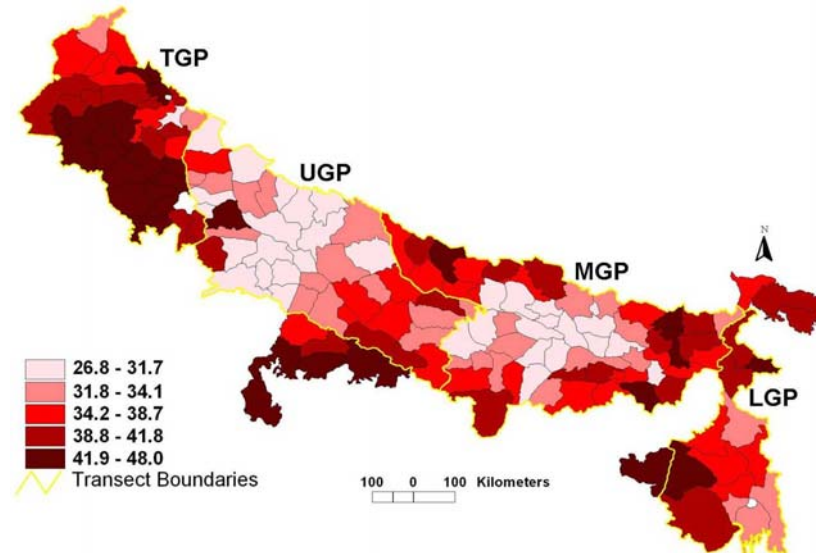 TGP
UGP
MGP
N
LGP
26.8 - 31.7
31.8 - 34.1
34.2 - 38.7
38.8 - 41.8
41.9 - 48.0
Transect Boundaries
100 0 100 Kilometers